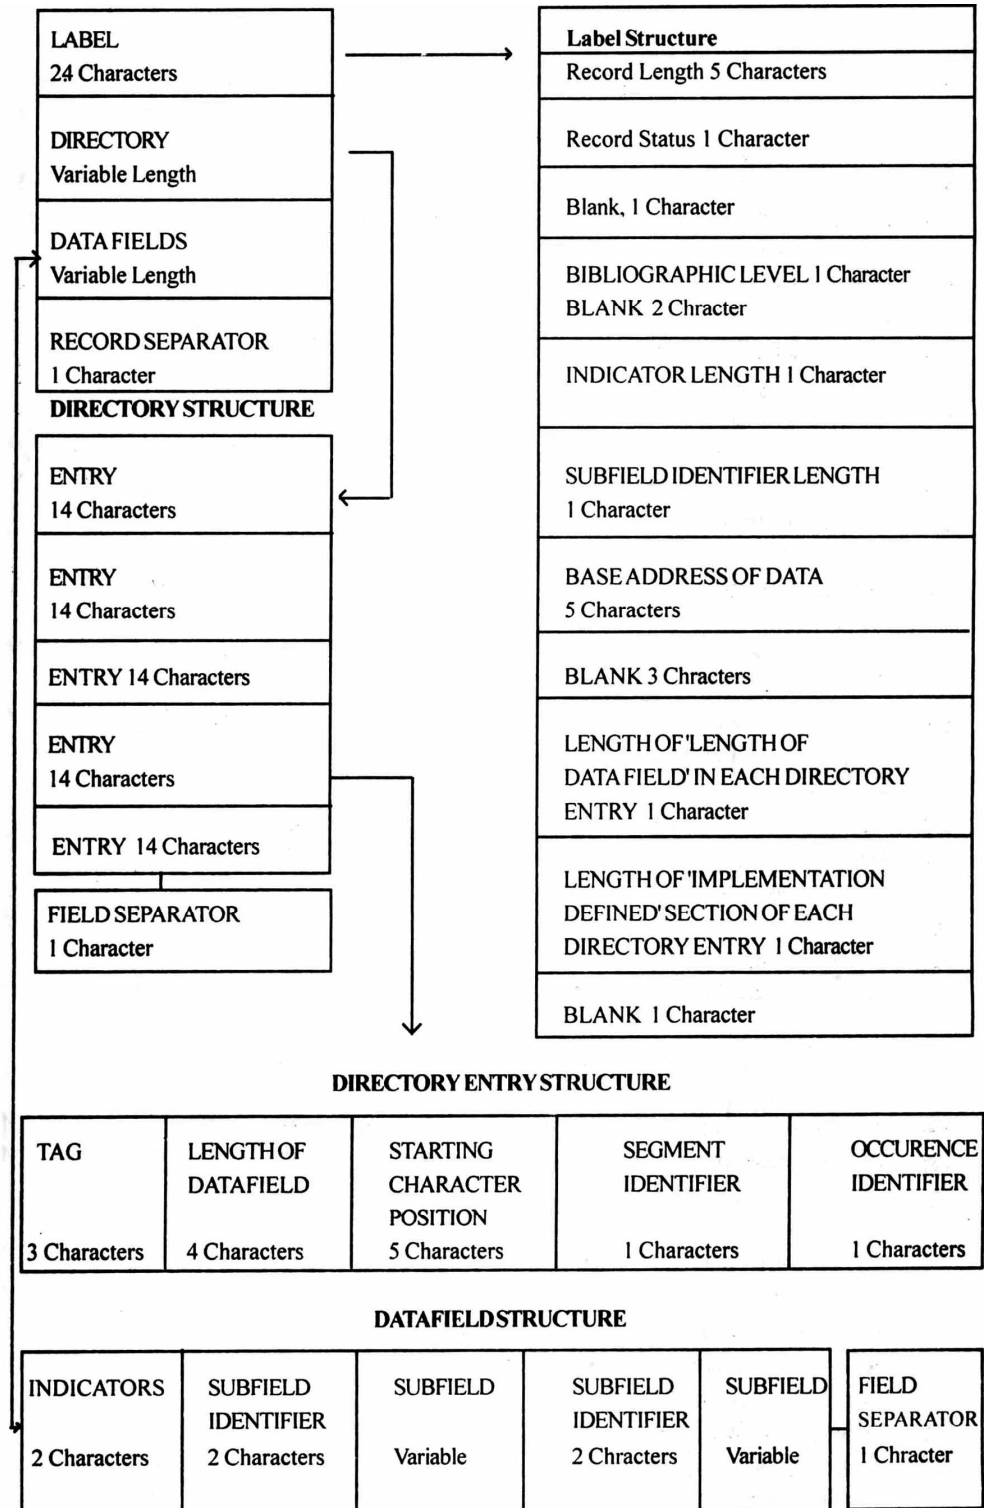 LABEL
24 Characters
DIRECTORY
Variable Length
DATA FIELDS
Variable Length
RECORD SEPARATOR
1 Character
DIRECTORY STRUCTURE
ENTRY
14 Characters
ENTRY
14 Characters
ENTRY 14 Characters
ENTRY
14 Characters
ENTRY 14 Characters
FIELD SEPARATOR
1 Character
Label Structure
Record Length 5 Characters
Record Status 1 Character
Blank, 1 Character
BIBLIOGRAPHIC LEVEL 1 Character
BLANK 2 Chracter
INDICATOR LENGTH 1 Character
SUBFIELD IDENTIFIER LENGTH
1 Character
BASE ADDRESS OF DATA
5 Characters
BLANK 3 Chracters
LENGTH OF 'LENGTH OF
DATA FIELD' IN EACH DIRECTORY
ENTRY 1 Character
LENGTH OF 'IMPLEMENTATION
DEFINED' SECTION OF EACH
DIRECTORY ENTRY 1 Character
BLANK 1 Character
DIRECTORY ENTRY STRUCTURE
TAG
3 Characters
LENGTH OF
DATAFIELD
4 Characters
STARTING
CHARACTER
POSITION
5 Characters
SEGMENT
IDENTIFIER
1 Characters
OCCURENCE
IDENTIFIER
1 Characters
DATAFIELD STRUCTURE
INDICATORS
2 Characters
SUBFIELD
IDENTIFIER
2 Characters
SUBFIELD
Variable
SUBFIELD
IDENTIFIER
2 Chracters
SUBFIELD
Variable
FIELD
SEPARATOR
1 Chracter